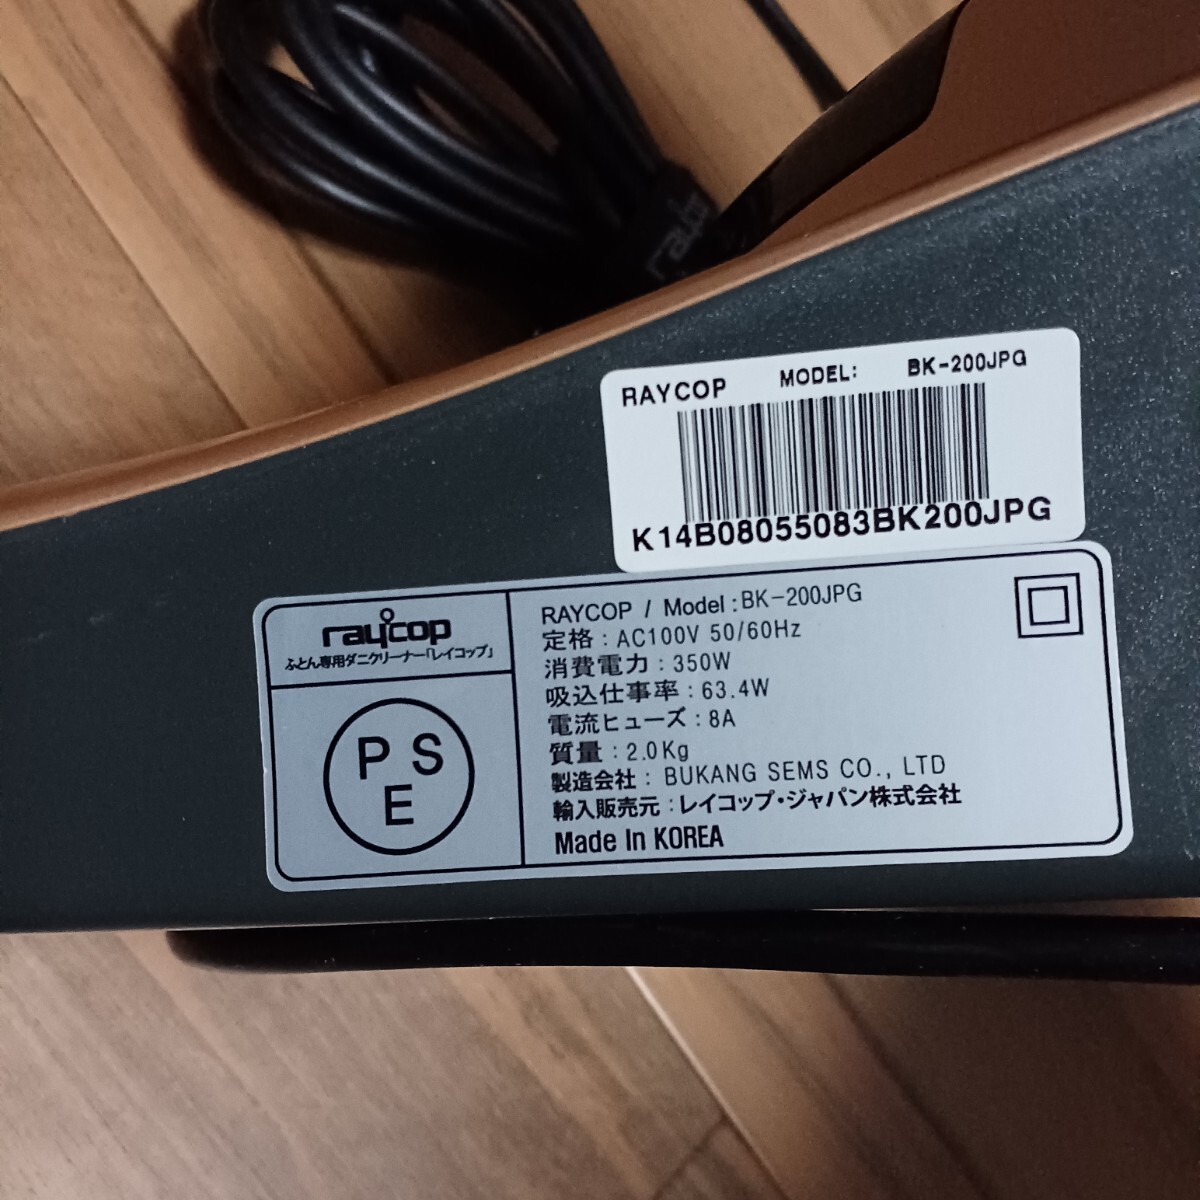 raycop
RAYCOP MODEL: BK-200JPG
K14B08055083BK200JPG
raycop
ふとん専用ダニクリーナー「レイコップ」
PSE
RAYCOP / Model : BK-200JPG
定格 : AC100V 50/60Hz
消費電力 : 350W
吸込仕事率 : 63.4W
電流ヒューズ : 8A
質量 : 2.0Kg
製造会社 : BUKANG SEMS CO., LTD
輸入販売元 : レイコップ・ジャパン株式会社
Made In KOREA